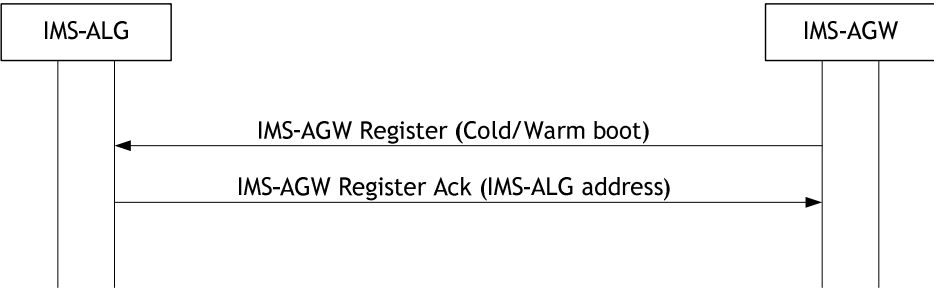 IMS-ALG
IMS-AGW
IMS-AGW Register (Cold/Warm boot)
IMS-AGW Register Ack (IMS-ALG address)